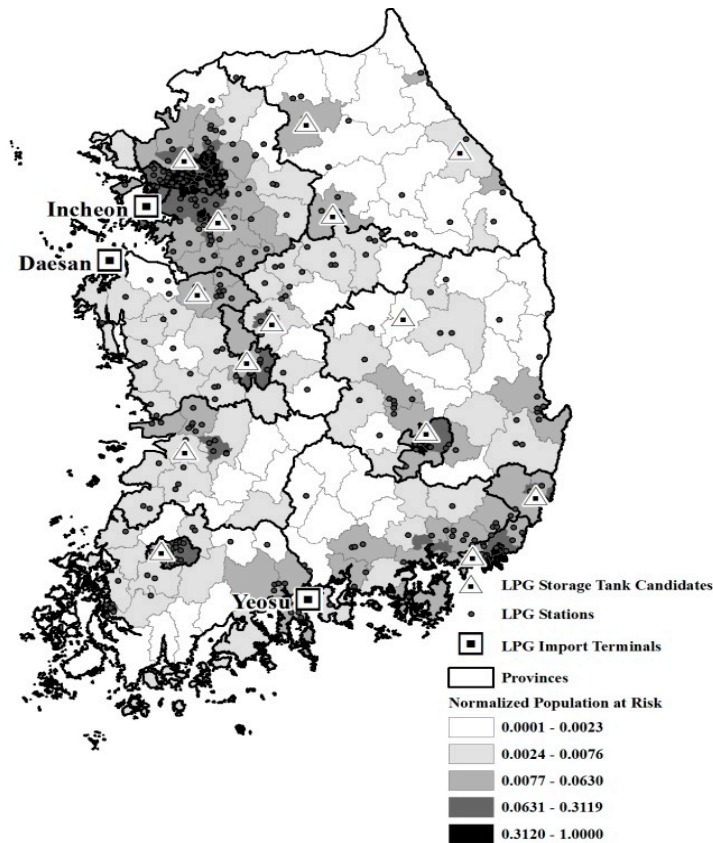 Incheon
Daesan
Yeosu
LPG Storage Tank Candidates
LPG Stations
LPG Import Terminals
Provinces
Normalized Population at Risk
0.0001 - 0.0023
0.0024 - 0.0076
0.0077 - 0.0630
0.0631 - 0.3119
0.3120 - 1.0000